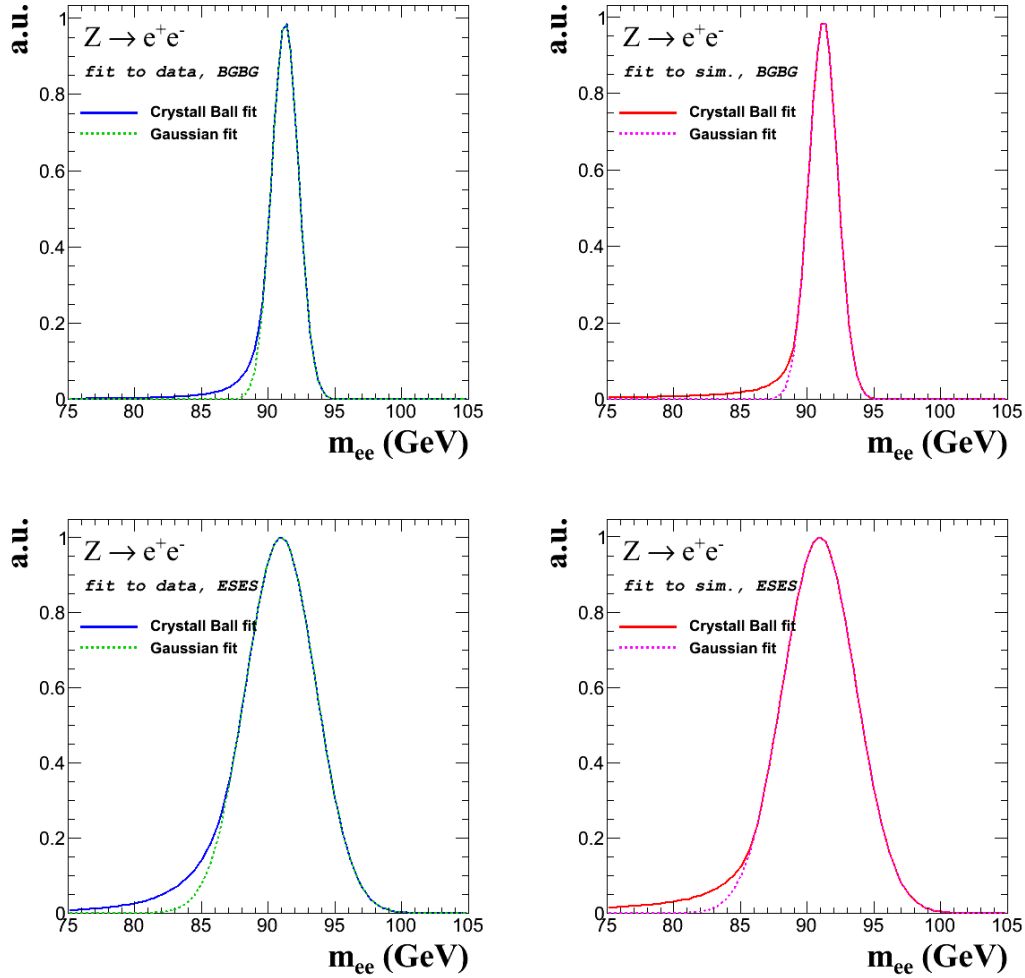 a.u.
Z → e⁺e⁻
fit to data, BGBG
Crystall Ball fit
Gaussian fit
1
0.8
0.6
0.4
0.2
0
75 80 85 90 95 100 105
m_ee (GeV)
a.u.
Z → e⁺e⁻
fit to sim., BGBG
Crystall Ball fit
Gaussian fit
1
0.8
0.6
0.4
0.2
0
75 80 85 90 95 100 105
m_ee (GeV)
a.u.
Z → e⁺e⁻
fit to data, ESES
Crystall Ball fit
Gaussian fit
1
0.8
0.6
0.4
0.2
0
75 80 85 90 95 100 105
m_ee (GeV)
a.u.
Z → e⁺e⁻
fit to sim., ESES
Crystall Ball fit
Gaussian fit
1
0.8
0.6
0.4
0.2
0
75 80 85 90 95 100 105
m_ee (GeV)